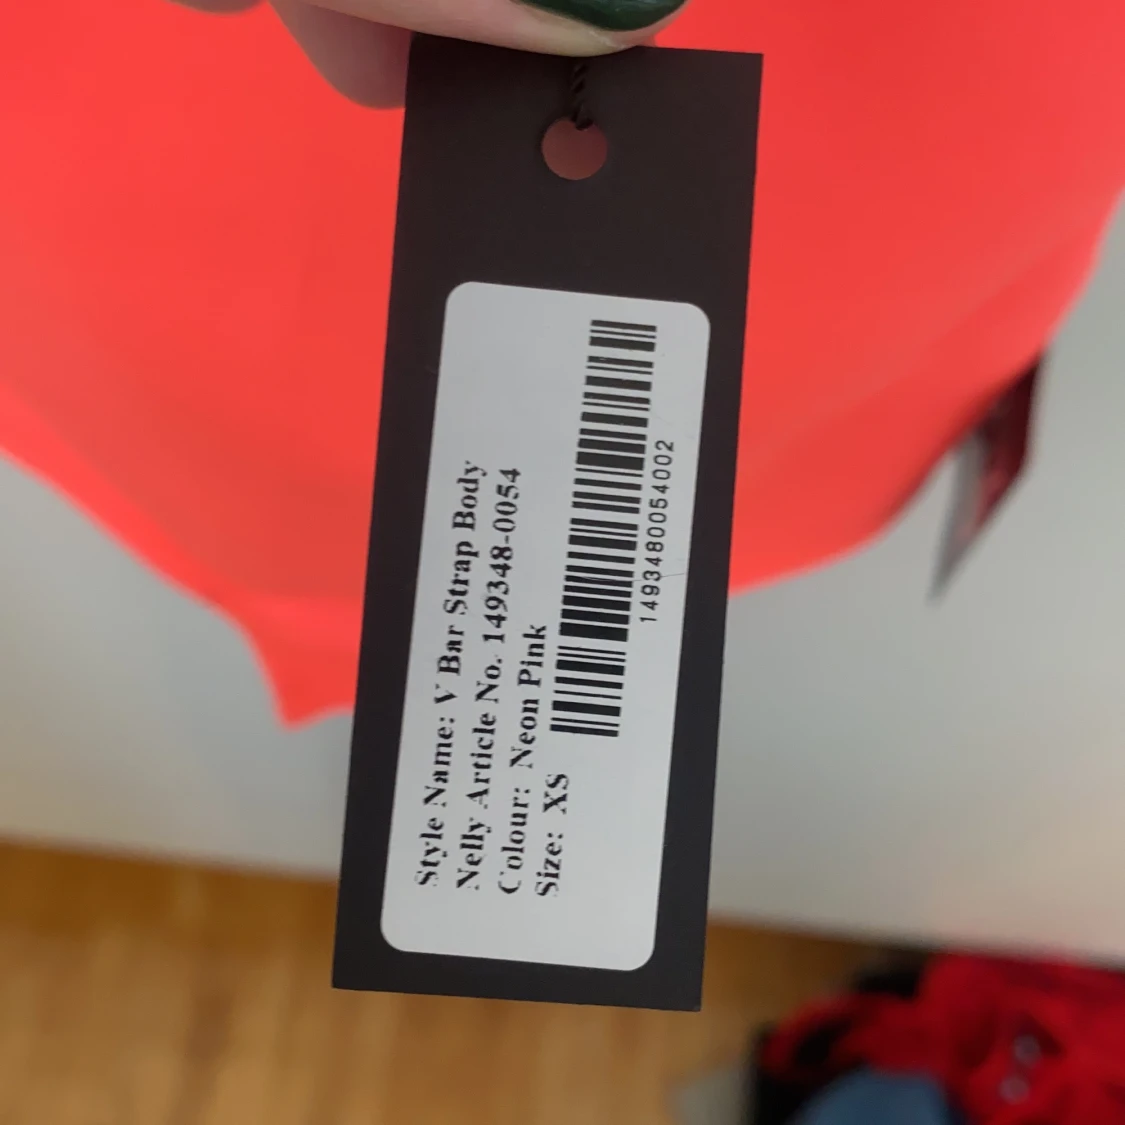 Style Name: V Bar Strap Body
Nelly Article No. 149348-0054
Colour: Neon Pink
Size: XS
1493480054002